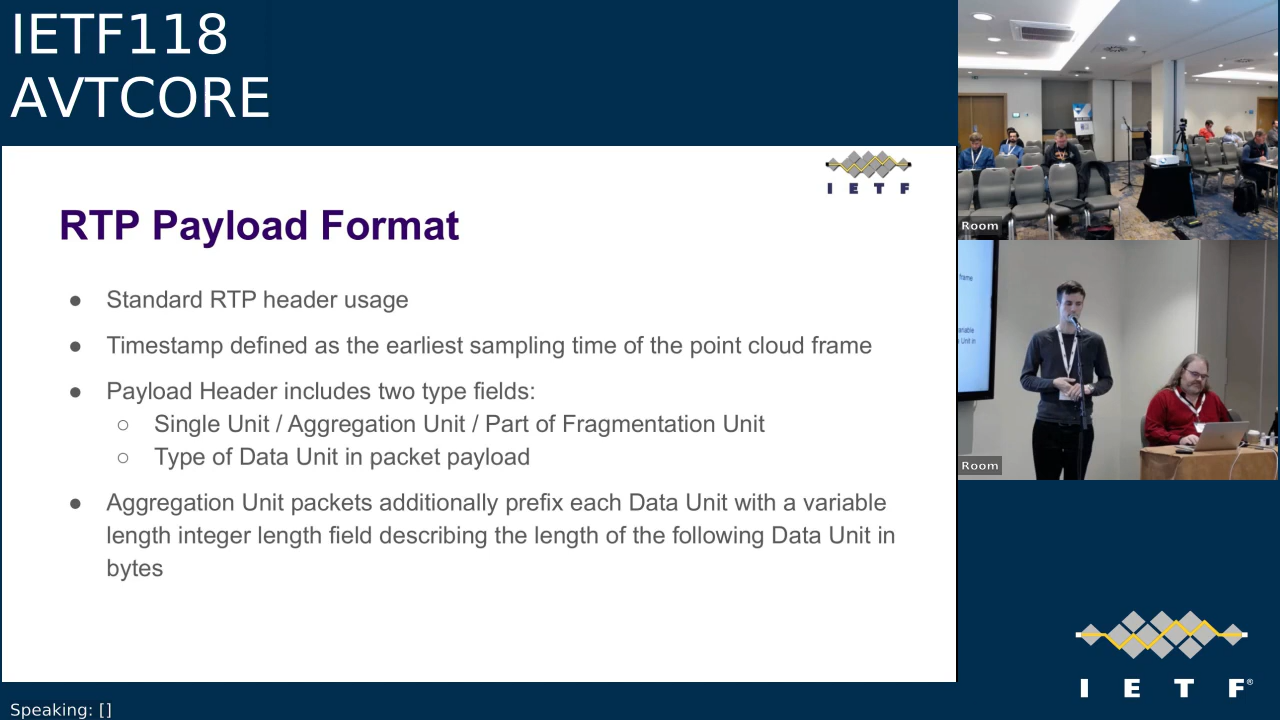 IETF118
AVTCORE
I E T F
RTP Payload Format
● Standard RTP header usage
● Timestamp defined as the earliest sampling time of the point cloud frame
● Payload Header includes two type fields:
○ Single Unit / Aggregation Unit / Part of Fragmentation Unit
○ Type of Data Unit in packet payload
● Aggregation Unit packets additionally prefix each Data Unit with a variable
length integer length field describing the length of the following Data Unit in
bytes
Room
frame
Room
I E T F®
Speaking: []